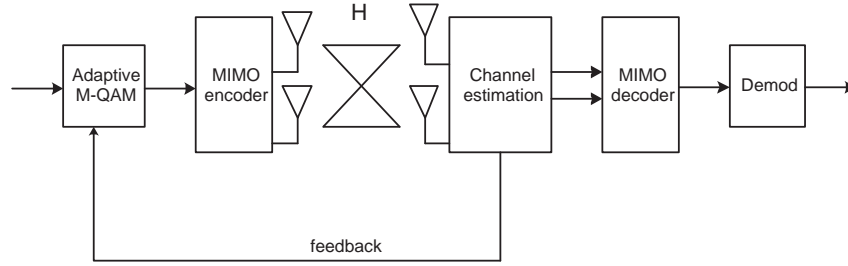 H
Adaptive
M-QAM
MIMO
encoder
Channel
estimation
MIMO
decoder
Demod
feedback